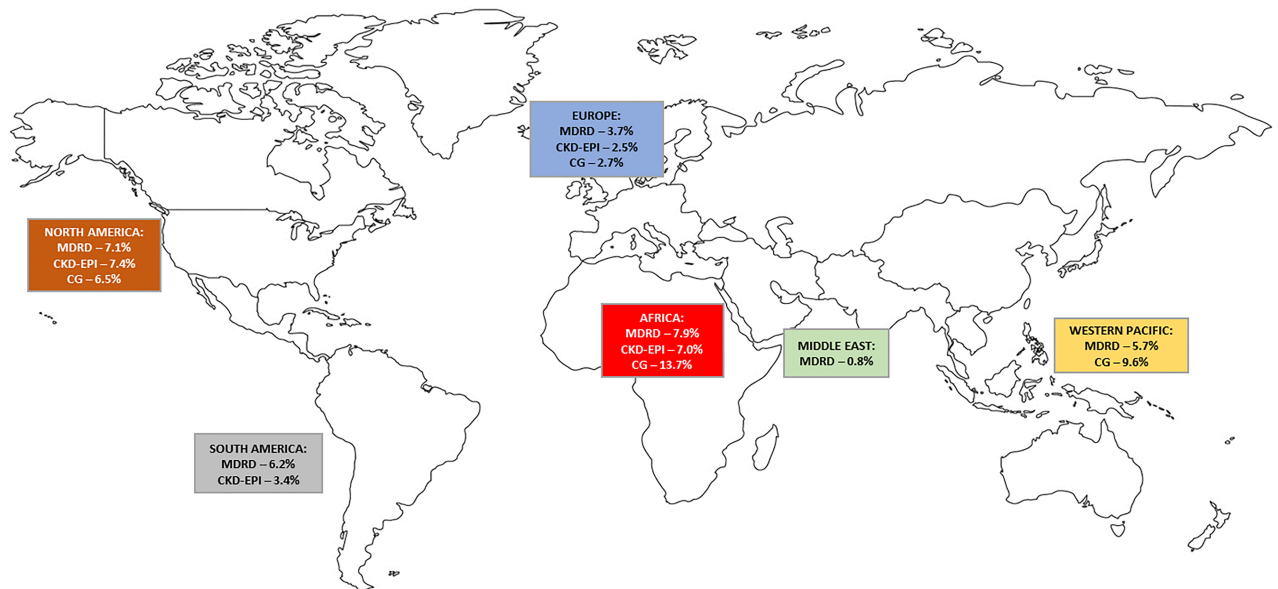 EUROPE:
MDRD – 3.7%
CKD-EPI – 2.5%
CG – 2.7%
NORTH AMERICA:
MDRD – 7.1%
CKD-EPI – 7.4%
CG – 6.5%
AFRICA:
MDRD – 7.9%
CKD-EPI – 7.0%
CG – 13.7%
MIDDLE EAST:
MDRD – 0.8%
WESTERN PACIFIC:
MDRD – 5.7%
CG – 9.6%
SOUTH AMERICA:
MDRD – 6.2%
CKD-EPI – 3.4%